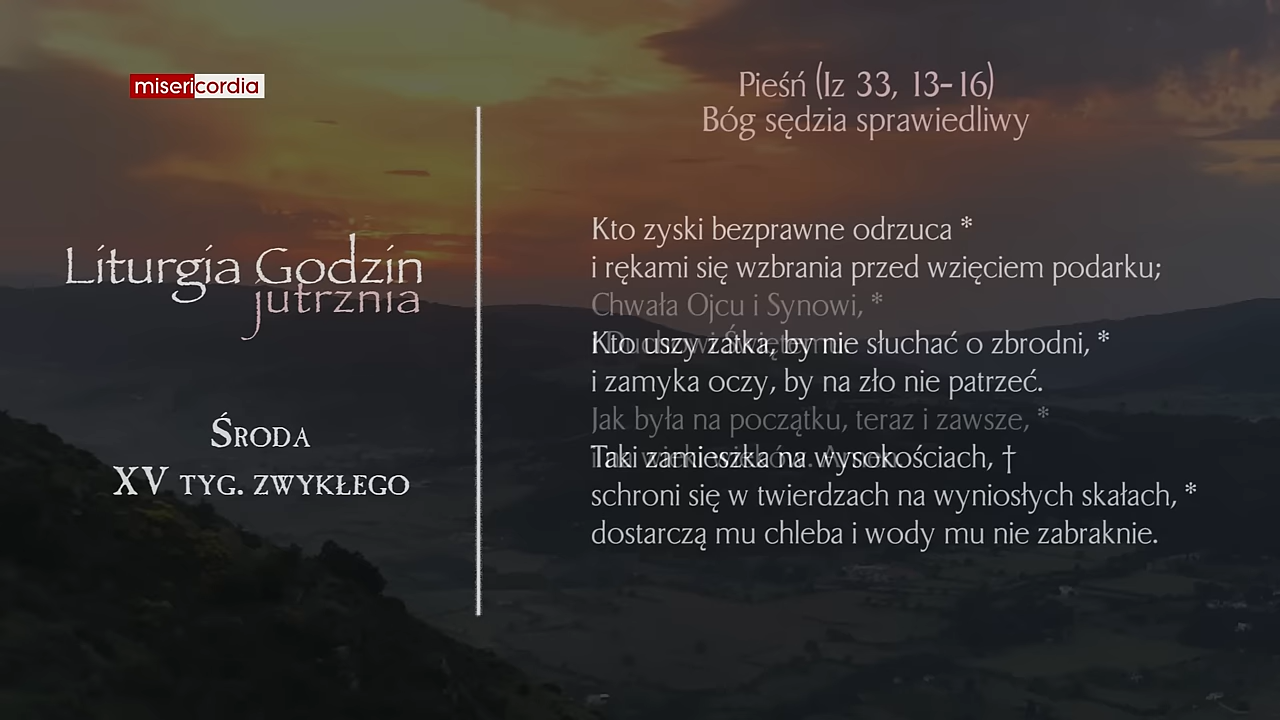 misericordia
Liturgia Godzin
jutrznia
Środa
XV tyg. zwykłego
Pieśń (Iz 33, 13-16)
Bóg sędzia sprawiedliwy
Kto zyski bezprawne odrzuca *
i rękami się wzbrania przed wzięciem podarku;
Chwała Ojcu i Synowi, *
Kto uszy zatka, by nie słuchać o zbrodni, *
i zamyka oczy, by na zło nie patrzeć.
Jak była na początku, teraz i zawsze, *
Taki zamieszka na wysokościach, †
schroni się w twierdzach na wyniosłych skałach, *
dostarczą mu chleba i wody mu nie zabraknie.